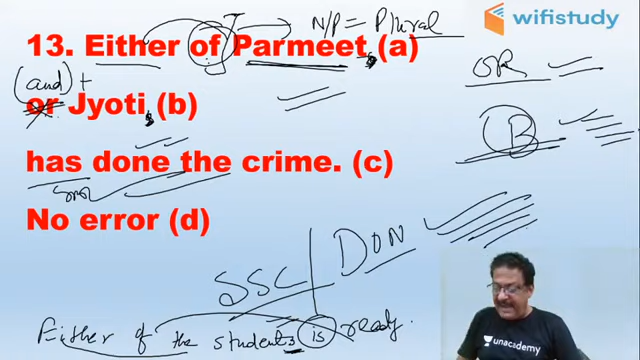 N/P = Plural
wifistudy
13. Either of Parmeet, (a)
(and) +
or Jyoti, (b)
OR
B
has done the crime. (c)
No error (d)
SSC / DON
Either of the students is ready.
unacademy